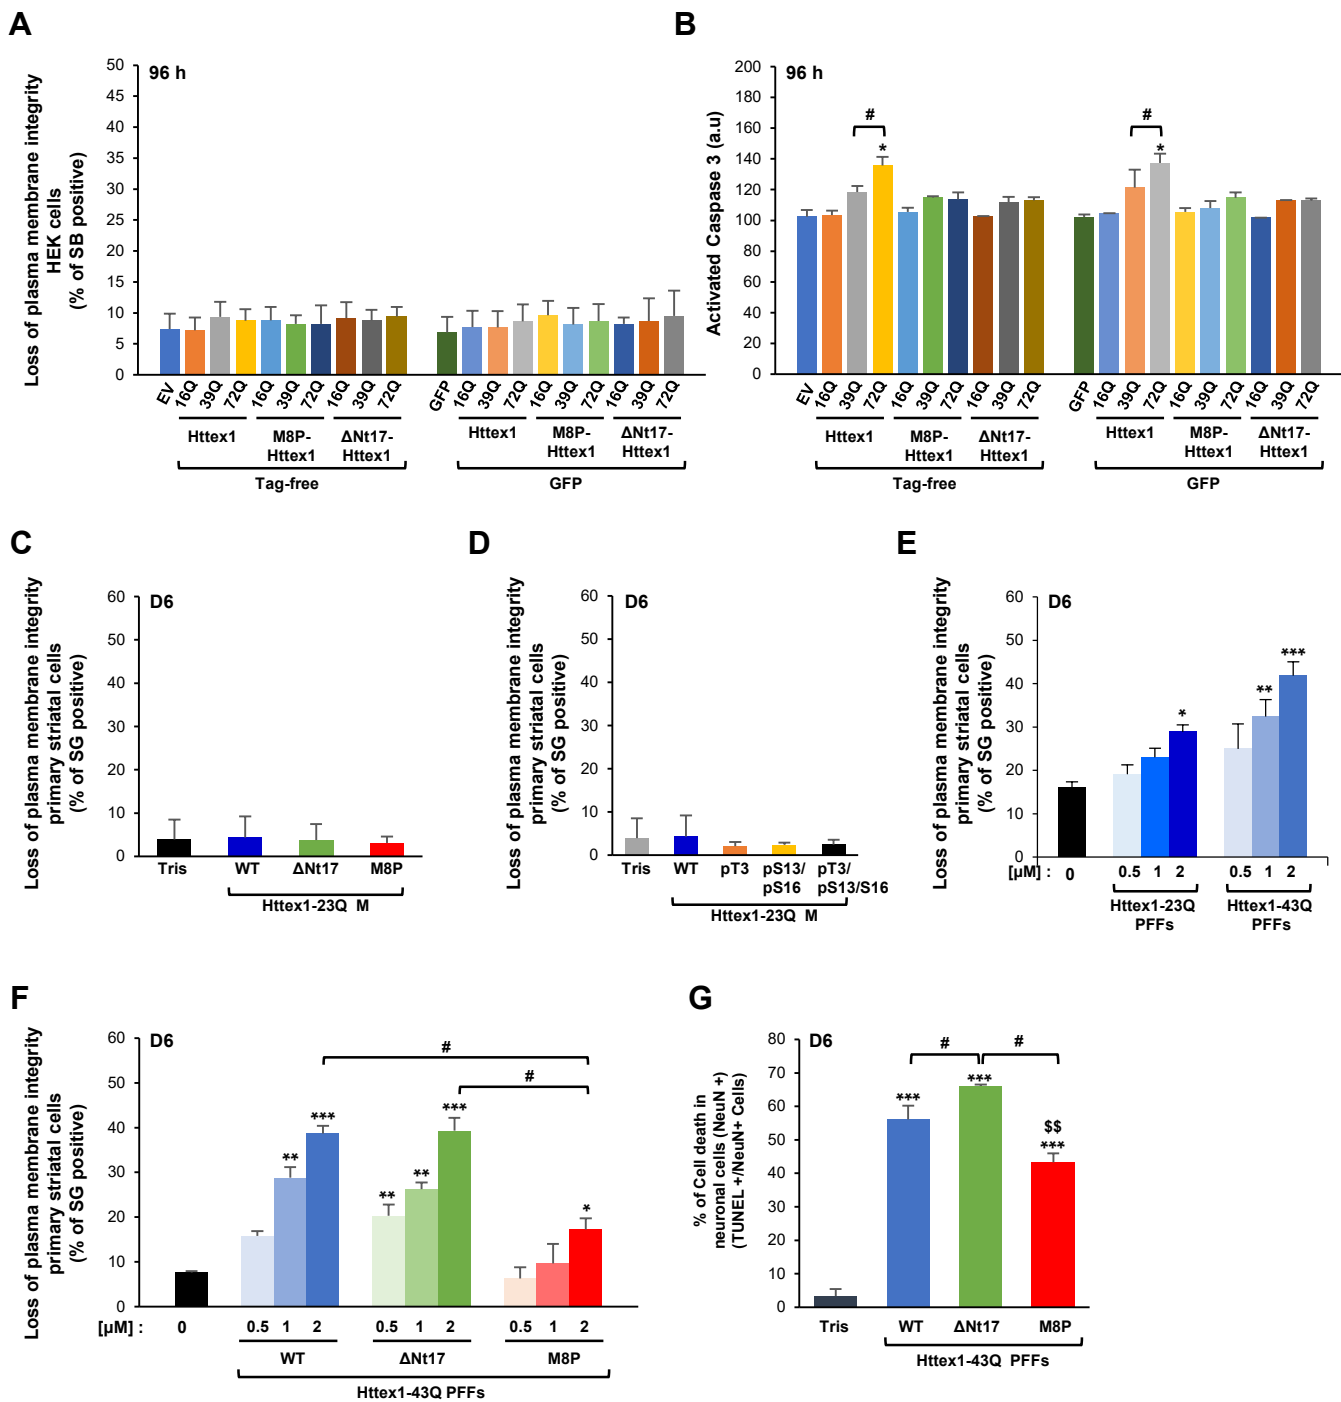 A
Loss of plasma membrane integrity
HEK cells
(% of SB positive)
96 h
50
45
40
35
30
25
20
15
10
5
0
EV 16Q 39Q 72Q 16Q 39Q 72Q 16Q 39Q 72Q GFP 16Q 39Q 72Q 16Q 39Q 72Q 16Q 39Q 72Q
Httex1 M8P-Httex1 ΔNt17-Httex1 Httex1 M8P-Httex1 ΔNt17-Httex1
Tag-free GFP
B
Activated Caspase 3 (a.u)
96 h
200
180
160
140
120
100
80
60
40
20
0
# #
* *
EV 16Q 39Q 72Q 16Q 39Q 72Q 16Q 39Q 72Q GFP 16Q 39Q 72Q 16Q 39Q 72Q 16Q 39Q 72Q
Httex1 M8P-Httex1 ΔNt17-Httex1 Httex1 M8P-Httex1 ΔNt17-Httex1
Tag-free GFP
C
Loss of plasma membrane integrity
primary striatal cells
(% of SG positive)
D6
60
50
40
30
20
10
0
Tris WT ΔNt17 M8P
Httex1-23Q M
D
Loss of plasma membrane integrity
primary striatal cells
(% of SG positive)
D6
60
50
40
30
20
10
0
Tris WT pT3 pS13/pS16 pT3/pS13/S16
Httex1-23Q M
E
Loss of plasma membrane integrity
primary striatal cells
(% of SG positive)
D6
60
50
40
30
20
10
0
* ** ***
[µM] : 0 0.5 1 2 0.5 1 2
Httex1-23Q PFFs Httex1-43Q PFFs
F
Loss of plasma membrane integrity
primary striatal cells
(% of SG positive)
D6
60
50
40
30
20
10
0
#
#
** *** ** ** *** *
[µM] : 0 0.5 1 2 0.5 1 2 0.5 1 2
WT ΔNt17 M8P
Httex1-43Q PFFs
G
% of Cell death in
neuronal cells (NeuN +)
(TUNEL +/NeuN+ Cells)
D6
80
70
60
50
40
30
20
10
0
# #
*** *** $$ ***
Tris WT ΔNt17 M8P
Httex1-43Q PFFs